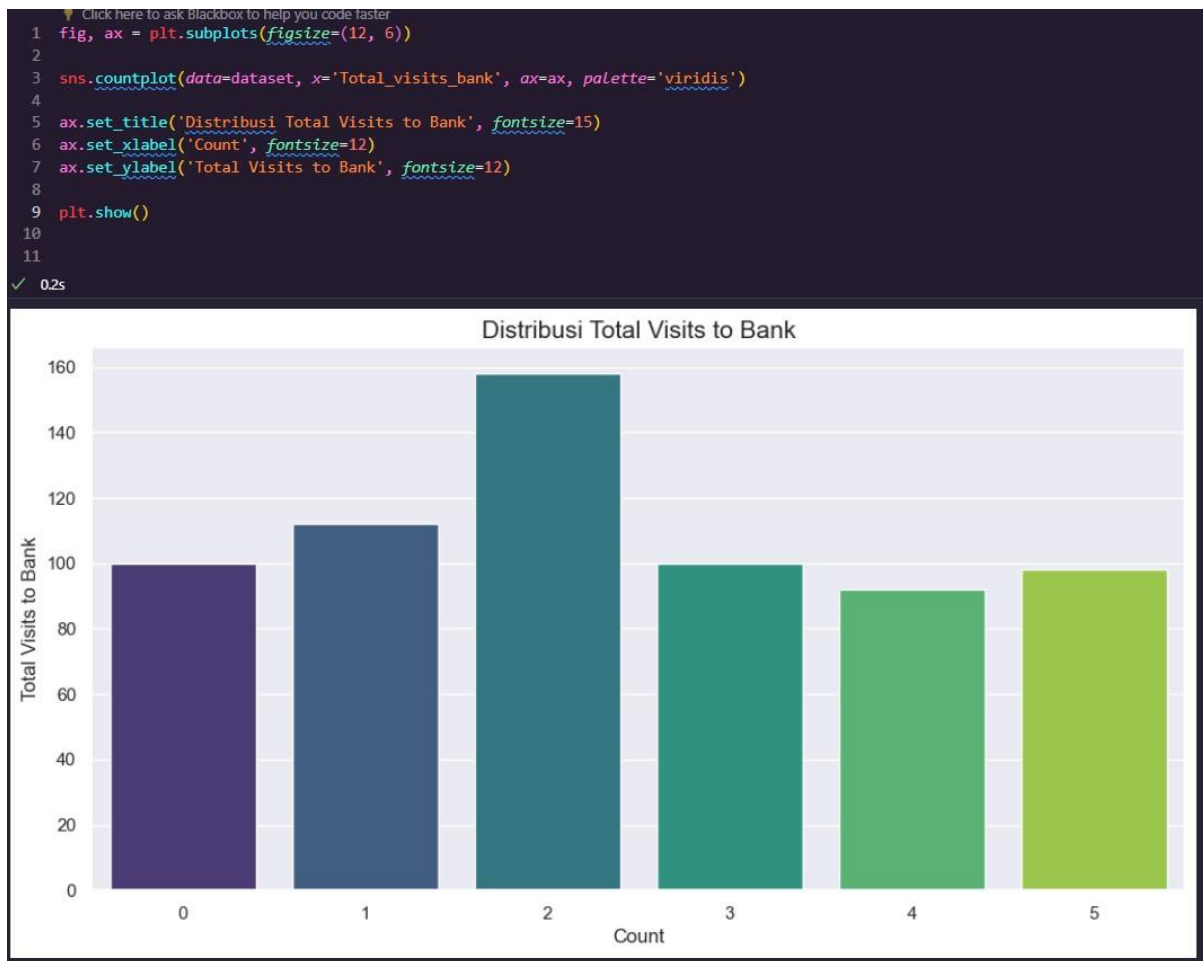 Click here to ask Blackbox to help you code faster
1 fig, ax = plt.subplots(figsize=(12, 6))
2
3 sns.countplot(data=dataset, x='Total_visits_bank', ax=ax, palette='viridis')
4
5 ax.set_title('Distribusi Total Visits to Bank', fontsize=15)
6 ax.set_xlabel('Count', fontsize=12)
7 ax.set_ylabel('Total Visits to Bank', fontsize=12)
8
9 plt.show()
10
11
0.2s
Distribusi Total Visits to Bank
160
140
120
100
80
60
40
20
0
Total Visits to Bank
0 1 2 3 4 5
Count